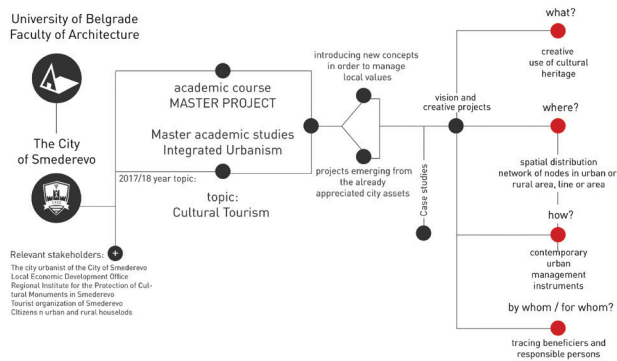 University of Belgrade
Faculty of Architecture
The City
of Smederevo
Relevant stakeholders:
+
The city urbanist of the City of Smederevo
Local Economic Development Office
Regional Institute for the Protection of Cul-
tural Monuments in Smederevo
Tourist organization of Smederevo
CItizens n urban and rural houselods
academic course
MASTER PROJECT
Master academic studies
Integrated Urbanism
2017/18 year topic:
topic:
Cultural Tourism
introducing new concepts
in order to manage
local values
projects emerging from
the already
appreciated city assets
Case studies
vision and
creative projects
what?
creative
use of cultural
heritage
where?
spatial distribution
network of nodes in urban or
rural area, line or area
how?
contemporary
urban
management
instruments
by whom / for whom?
tracing beneficiers and
responsible persons